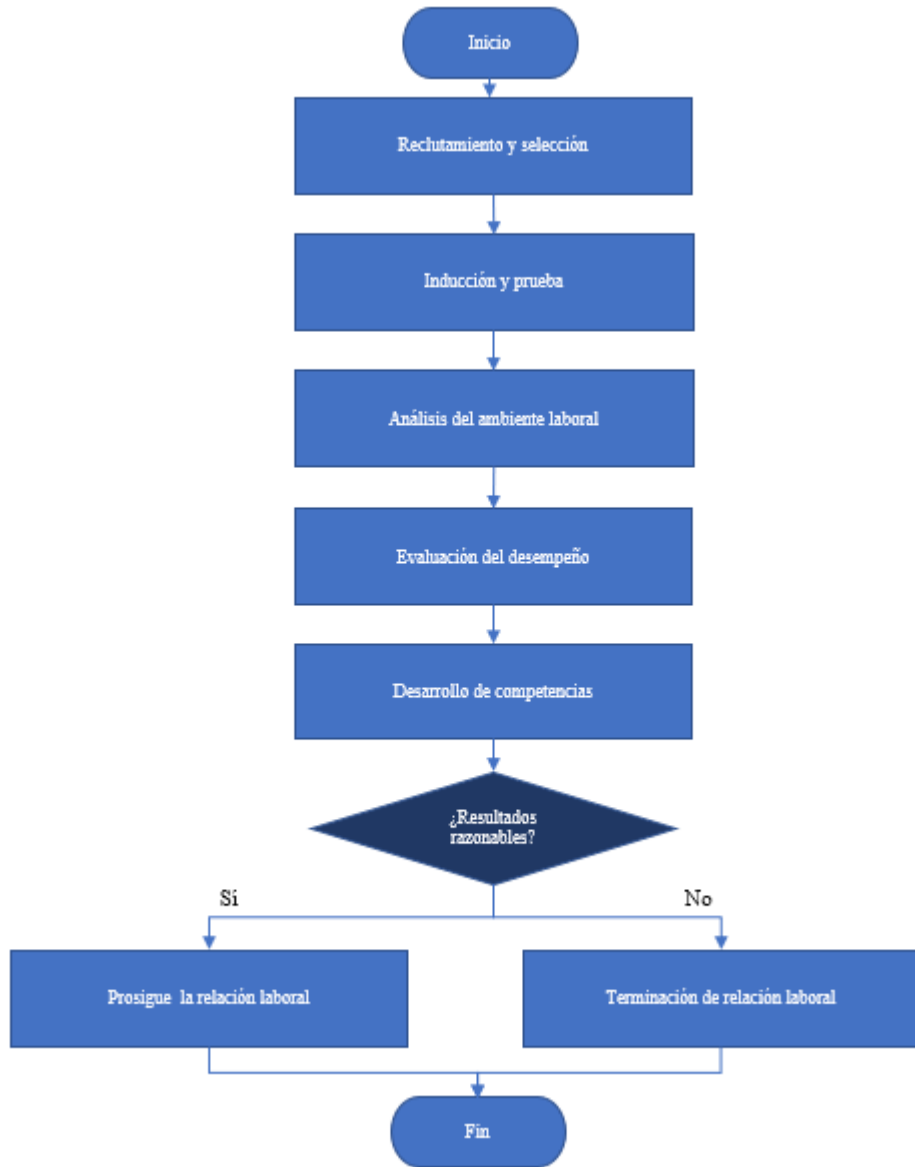 Inicio
Reclutamiento y selección
Inducción y prueba
Análisis del ambiente laboral
Evaluación del desempeño
Desarrollo de competencias
¿Resultados
razonables?
Sí
No
Prosigue la relación laboral
Terminación de relación laboral
Fin